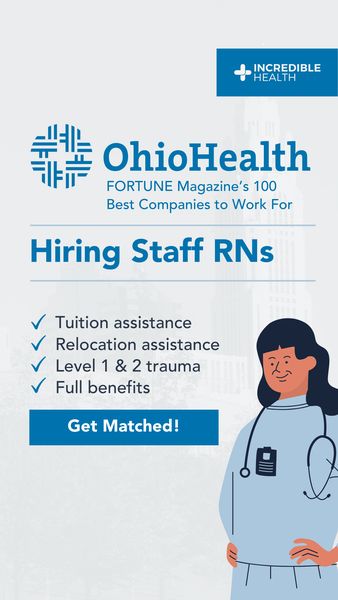 INCREDIBLE
HEALTH
OhioHealth
FORTUNE Magazine's 100
Best Companies to Work For
Hiring Staff RNs
Tuition assistance
Relocation assistance
Level 1 & 2 trauma
Full benefits
Get Matched!